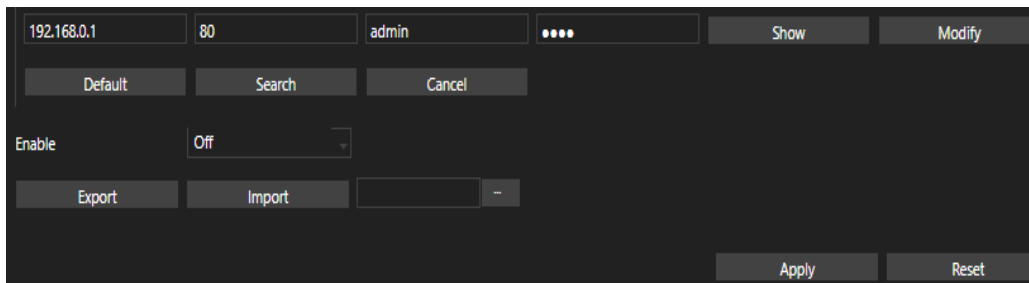 192.168.0.1 80 admin ●●●● Show Modify
Default Search Cancel
Enable Off
Export Import ...
Apply Reset